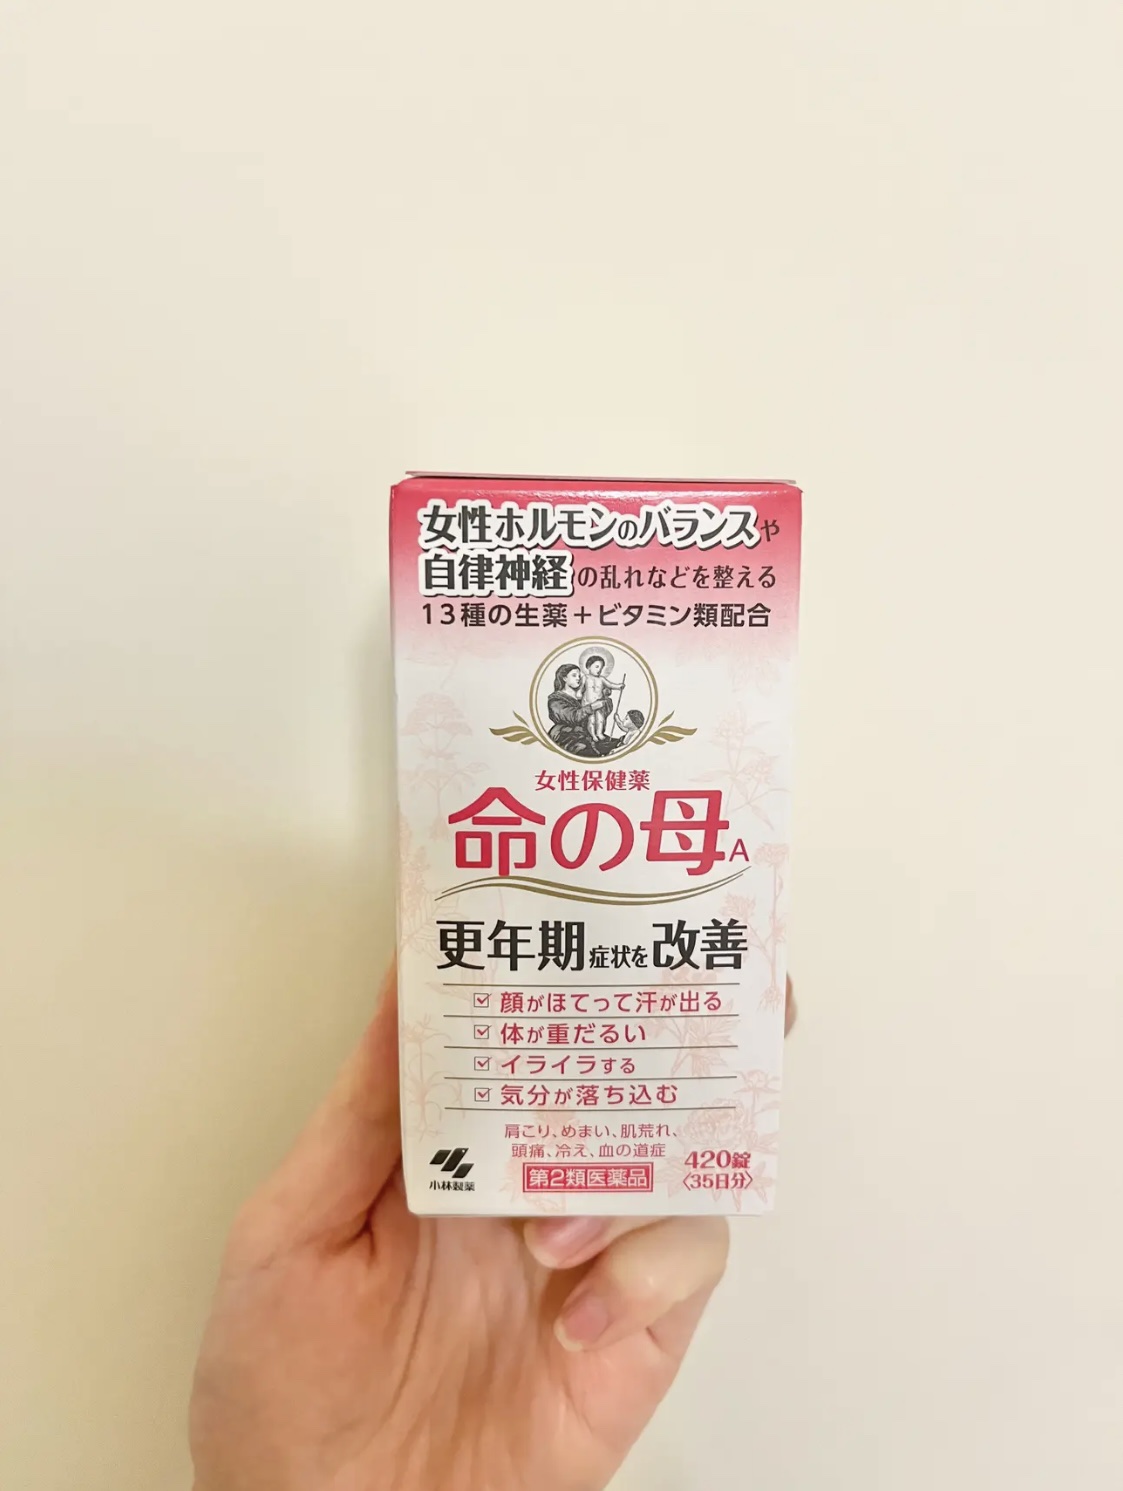 女性ホルモンのバランスや
自律神経の乱れなどを整える
13種の生薬＋ビタミン類配合
女性保健薬
命の母A
更年期症状を改善
顔がほてって汗が出る
体が重だるい
イライラする
気分が落ち込む
肩こり、めまい、肌荒れ、
頭痛、冷え、血の道症
第2類医薬品
420錠
〈35日分〉
小林製薬